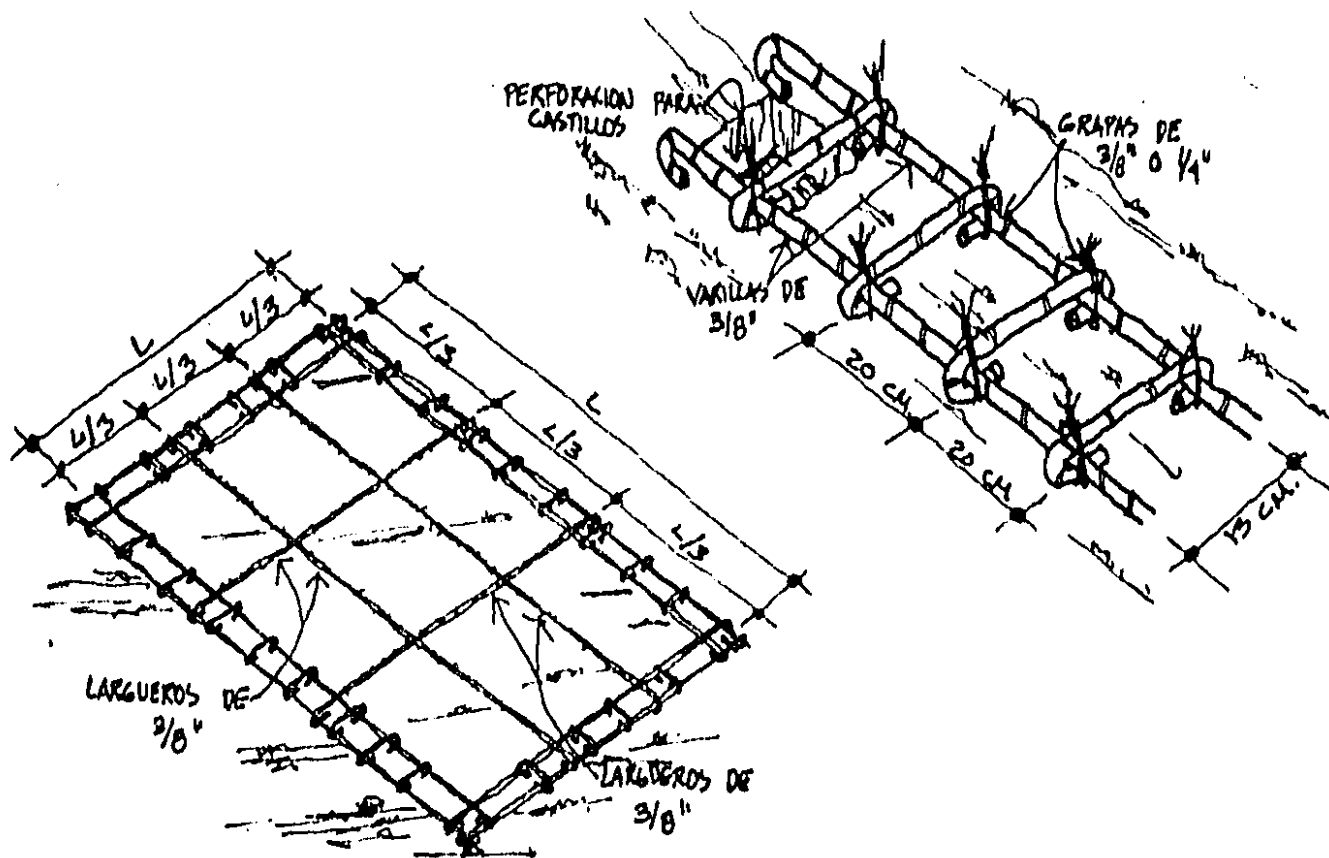 PERFORACION PARA
CASTILLOS
GRAPAS DE
3/8" O 1/4"
VARILLAS DE
3/8"
20 CM.
20 CM
15 CM.
L
L/3
L/3
L/3
L
L/3
L/3
L/3
LARGUEROS DE
3/8"
LARGUEROS DE
3/8"